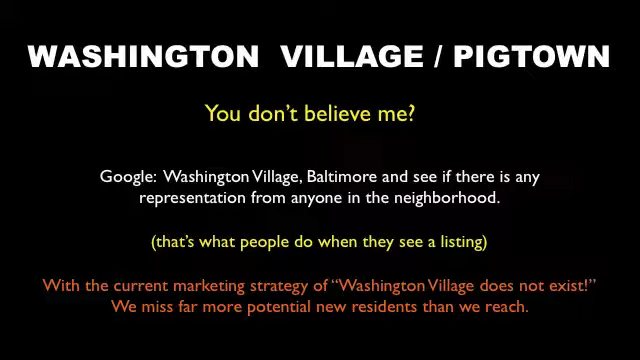 WASHINGTON VILLAGE / PIGTOWN
You don't believe me?
Google: Washington Village, Baltimore and see if there is any
representation from anyone in the neighborhood.
(that's what people do when they see a listing)
With the current marketing strategy of "Washington Village does not exist!"
We miss far more potential new residents than we reach.